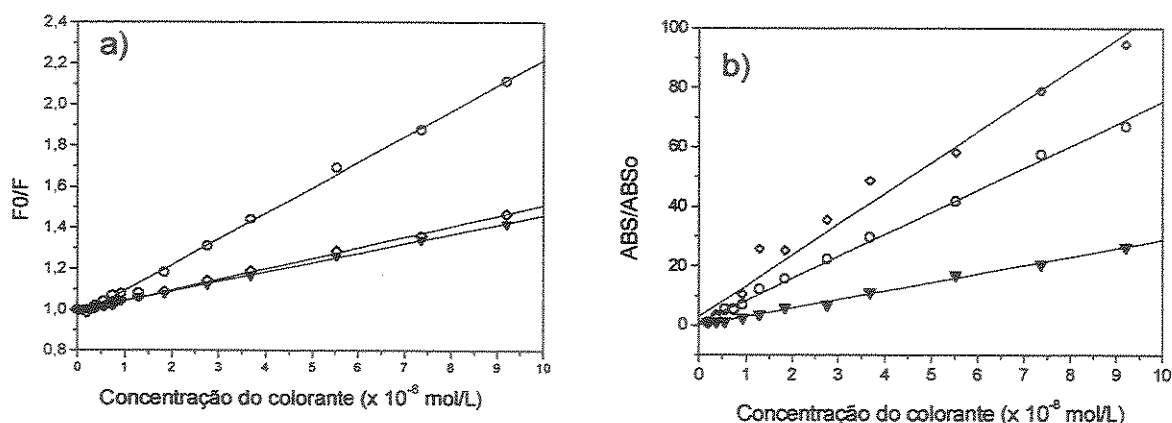 a)
2,4
2,2
2,0
1,8
1,6
1,4
1,2
1,0
0,8
F0/F
0 1 2 3 4 5 6 7 8 9 10
Concentração do colorante (x 10⁻⁸ mol/L)
b)
100
80
60
40
20
0
ABS/ABSo
0 1 2 3 4 5 6 7 8 9 10
Concentração do colorante (x 10⁻⁸ mol/L)